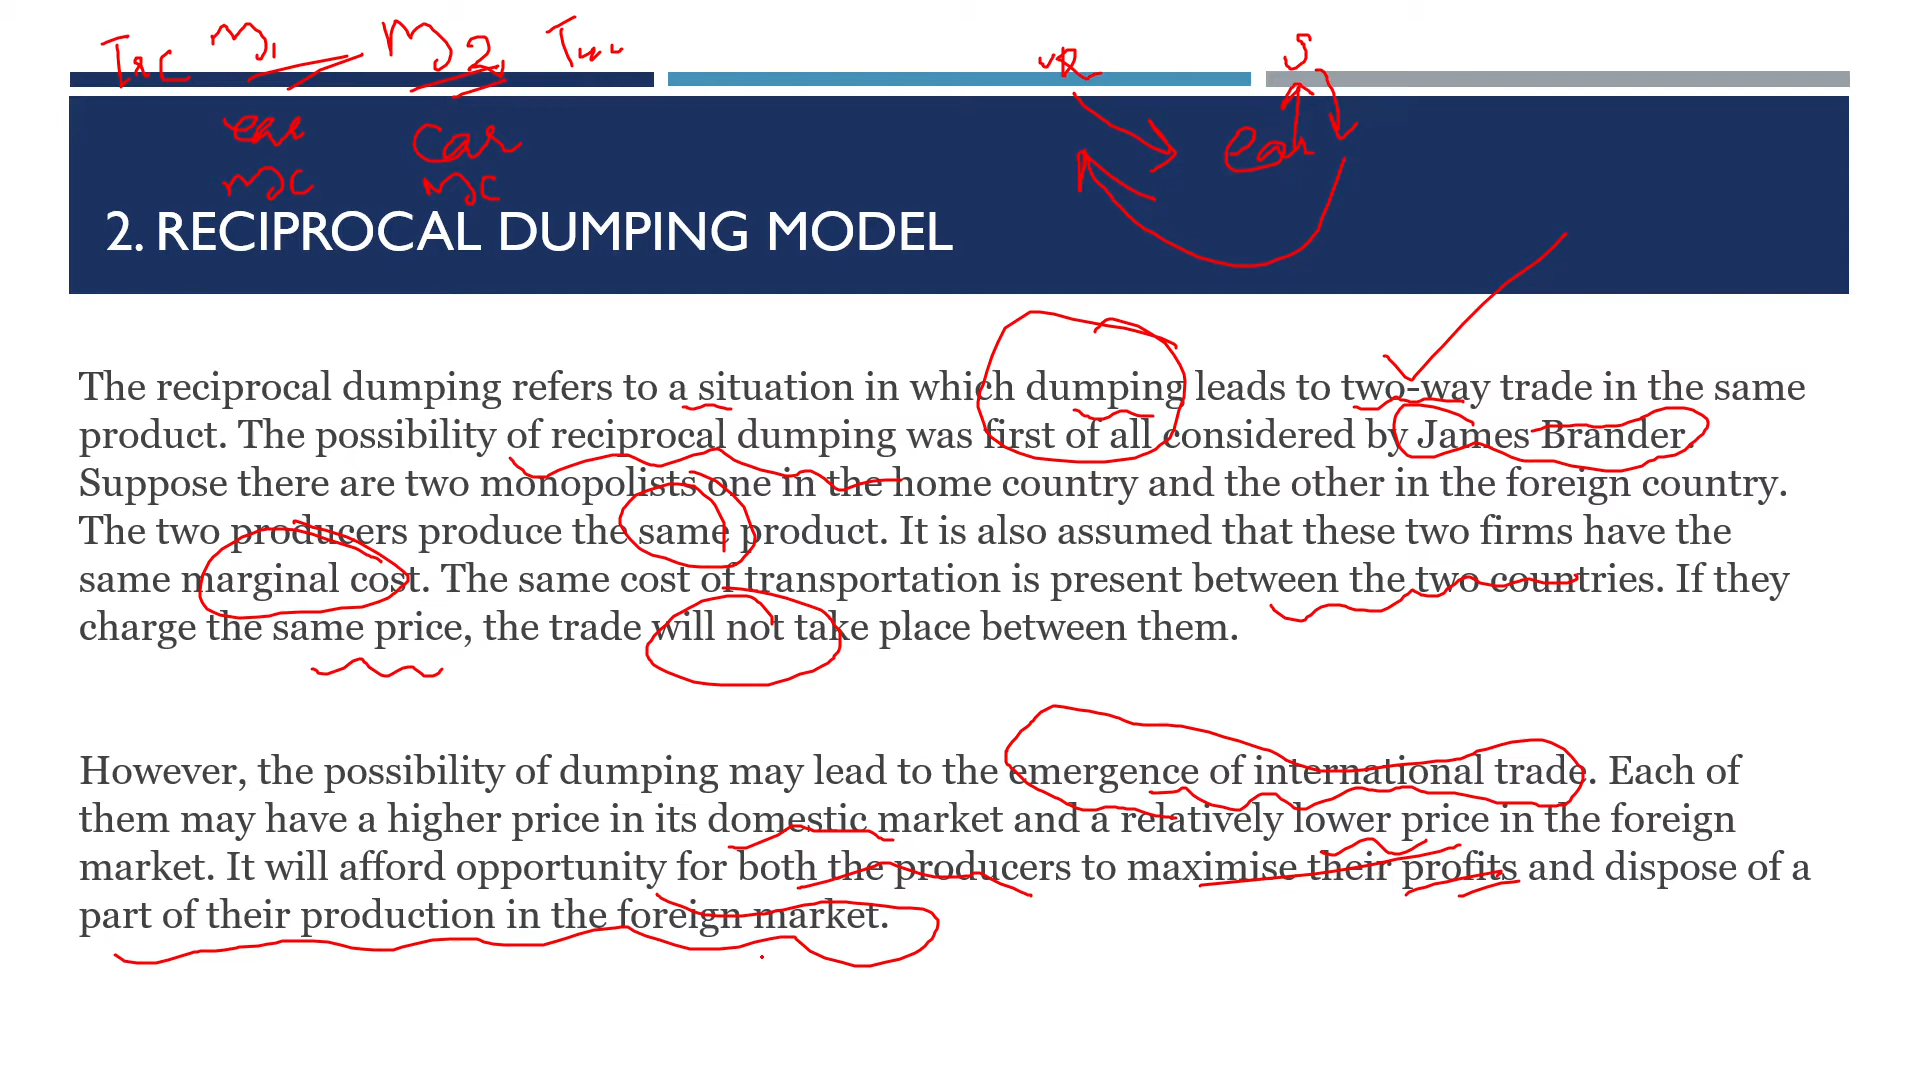 M1 M2
S
car car
ear
mc mc
2. RECIPROCAL DUMPING MODEL
The reciprocal dumping refers to a situation in which dumping leads to two-way trade in the same
product. The possibility of reciprocal dumping was first of all considered by James Brander.
Suppose there are two monopolists one in the home country and the other in the foreign country.
The two producers produce the same product. It is also assumed that these two firms have the
same marginal cost. The same cost of transportation is present between the two countries. If they
charge the same price, the trade will not take place between them.
However, the possibility of dumping may lead to the emergence of international trade. Each of
them may have a higher price in its domestic market and a relatively lower price in the foreign
market. It will afford opportunity for both the producers to maximise their profits and dispose of a
part of their production in the foreign market.